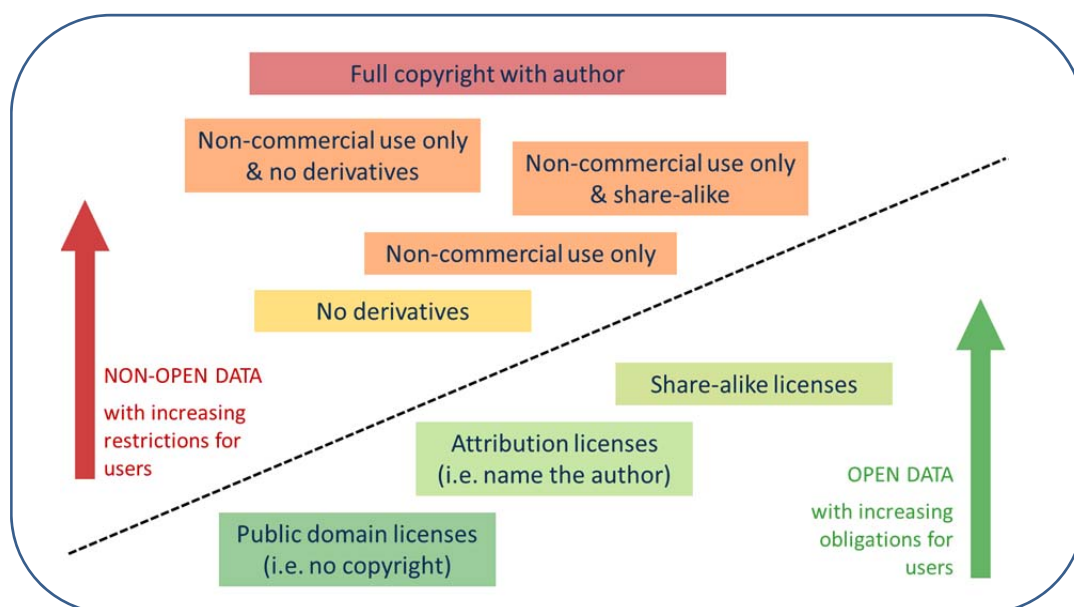 Full copyright with author
Non-commercial use only
& no derivatives
Non-commercial use only
& share-alike
Non-commercial use only
No derivatives
NON-OPEN DATA
with increasing
restrictions for
users
Share-alike licenses
Attribution licenses
(i.e. name the author)
Public domain licenses
(i.e. no copyright)
OPEN DATA
with increasing
obligations for
users